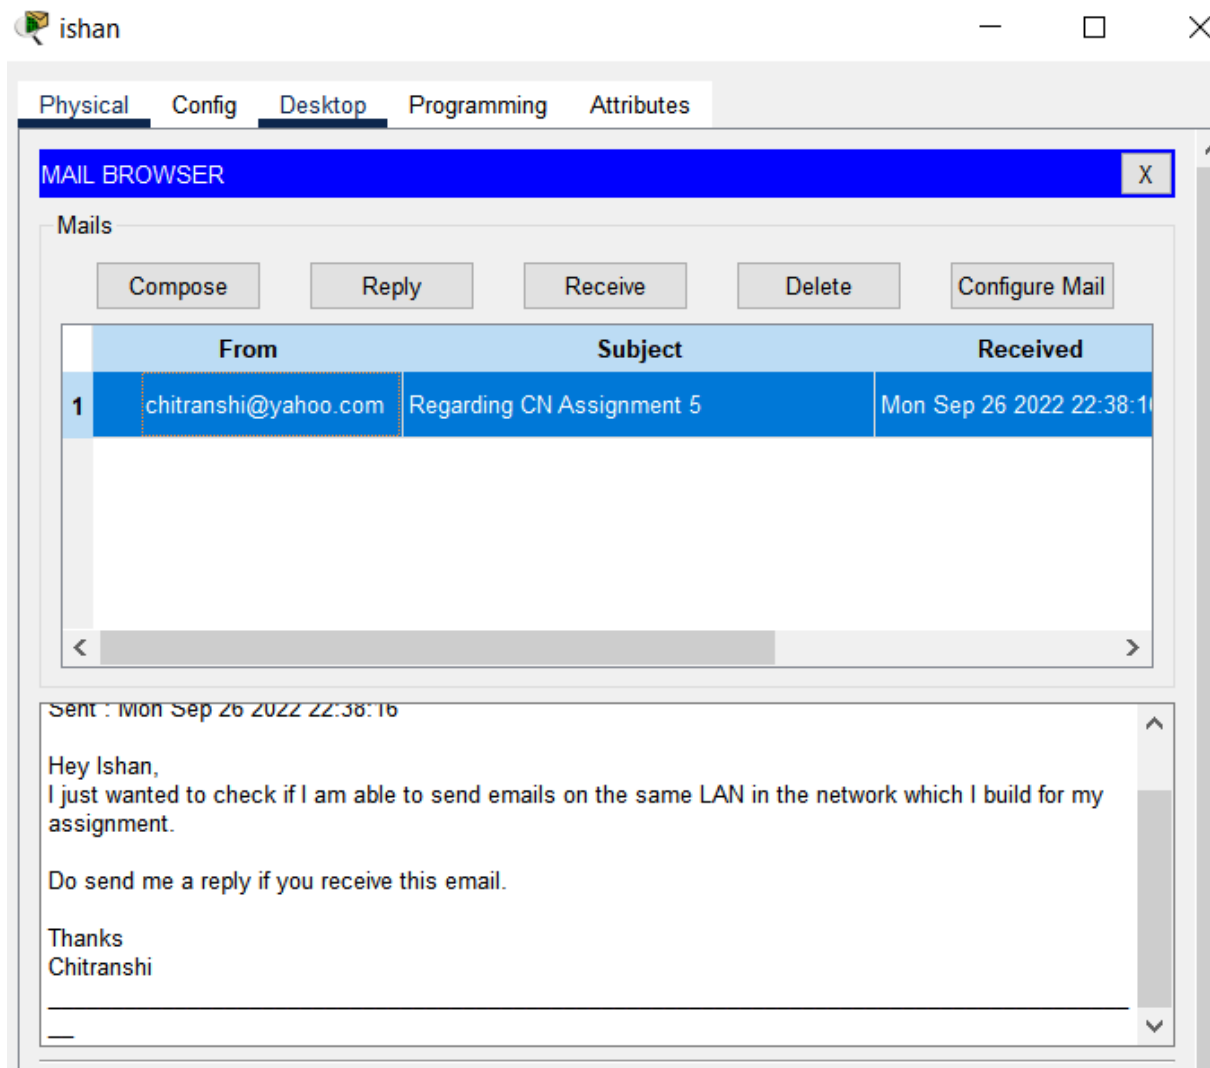 ishan
Physical Config Desktop Programming Attributes
MAIL BROWSER X
Mails
Compose Reply Receive Delete Configure Mail
From Subject Received
1 chitranshi@yahoo.com Regarding CN Assignment 5 Mon Sep 26 2022 22:38:16
Sent : Mon Sep 26 2022 22:38:16
Hey Ishan,
I just wanted to check if I am able to send emails on the same LAN in the network which I build for my
assignment.
Do send me a reply if you receive this email.
Thanks
Chitranshi